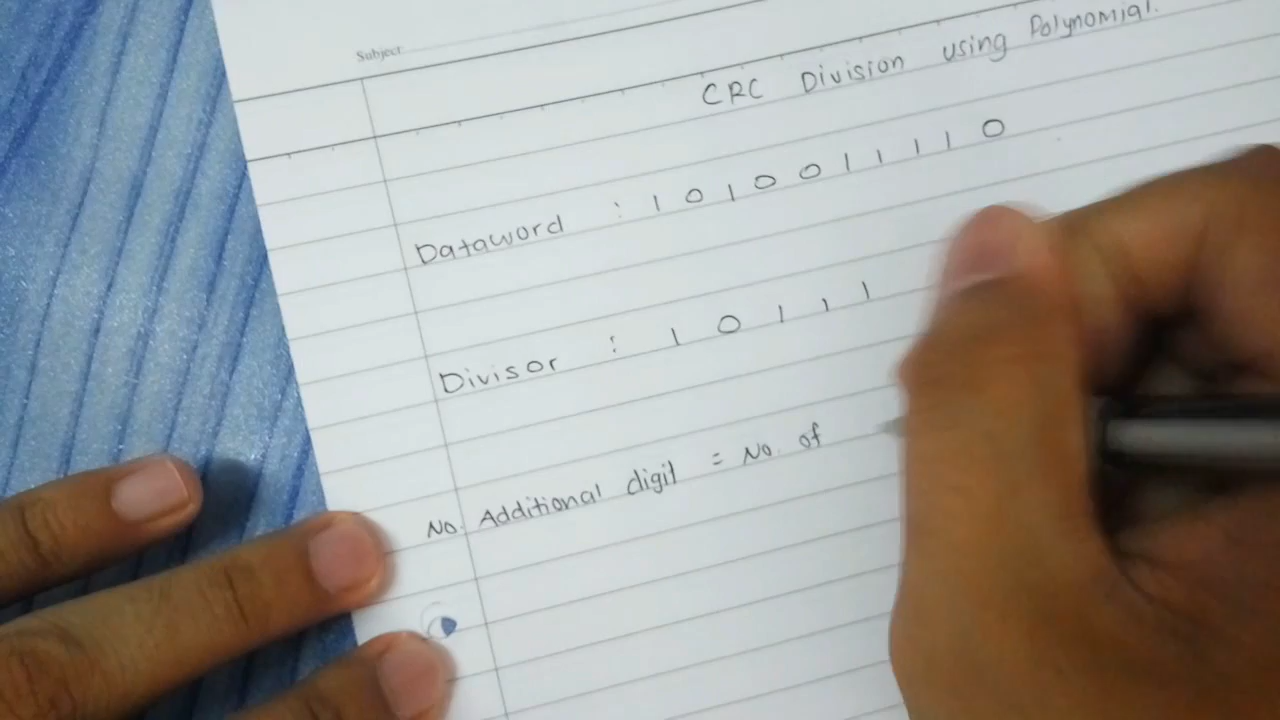 Subject:
CRC Division using Polynomial.
Dataword : 1 0 1 0 0 1 1 1 1 0
Divisor : 1 0 1 1 1
No. Additional digit = No. of